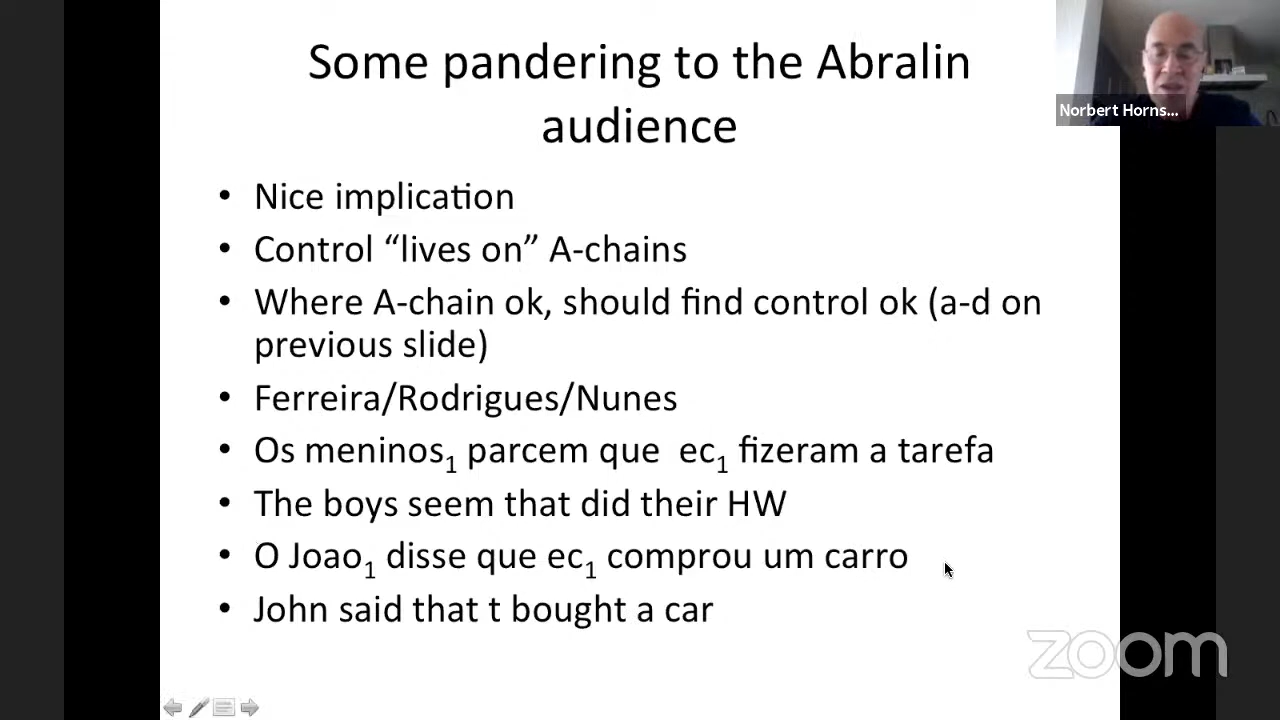 Some pandering to the Abralin
audience
Norbert Horns...
• Nice implication
• Control “lives on” A-chains
• Where A-chain ok, should find control ok (a-d on
previous slide)
• Ferreira/Rodrigues/Nunes
• Os meninos₁ parcem que ec₁ fizeram a tarefa
• The boys seem that did their HW
• O Joao₁ disse que ec₁ comprou um carro
• John said that t bought a car
zoom